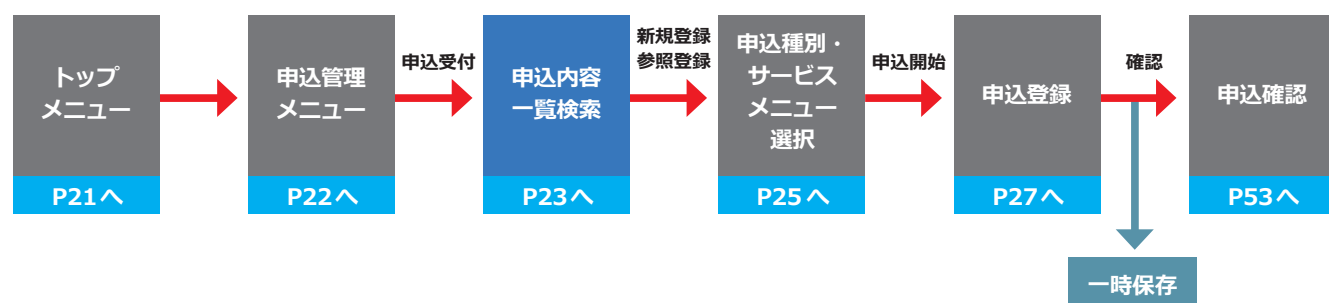 トップ
メニュー
P21へ
申込管理
メニュー
P22へ
申込受付
申込内容
一覧検索
P23へ
新規登録
参照登録
申込種別・
サービス
メニュー
選択
P25へ
申込開始
申込登録
P27へ
確認
申込確認
P53へ
一時保存